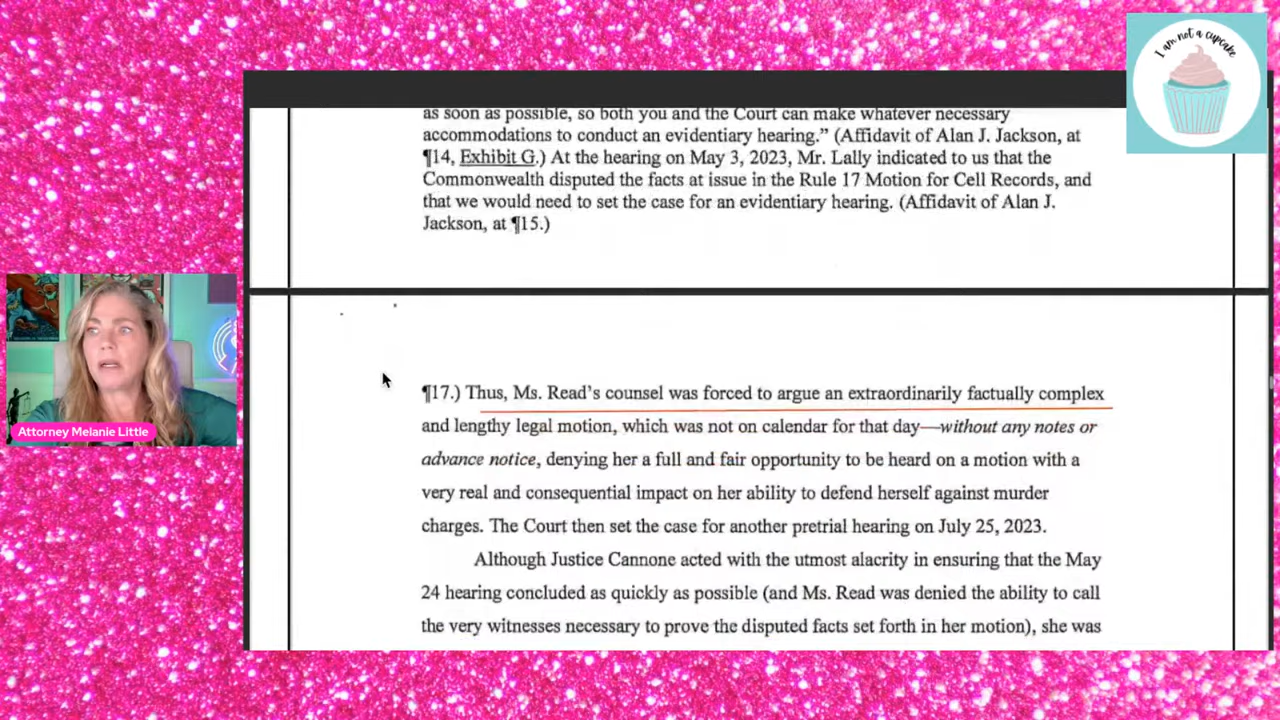 I am not a cupcake
as soon as possible, so both you and the Court can make whatever necessary
accommodations to conduct an evidentiary hearing.” (Affidavit of Alan J. Jackson, at
¶14, Exhibit G.) At the hearing on May 3, 2023, Mr. Lally indicated to us that the
Commonwealth disputed the facts at issue in the Rule 17 Motion for Cell Records, and
that we would need to set the case for an evidentiary hearing. (Affidavit of Alan J.
Jackson, at ¶15.)
¶17.) Thus, Ms. Read’s counsel was forced to argue an extraordinarily factually complex
and lengthy legal motion, which was not on calendar for that day—without any notes or
advance notice, denying her a full and fair opportunity to be heard on a motion with a
very real and consequential impact on her ability to defend herself against murder
charges. The Court then set the case for another pretrial hearing on July 25, 2023.
Although Justice Cannone acted with the utmost alacrity in ensuring that the May
24 hearing concluded as quickly as possible (and Ms. Read was denied the ability to call
the very witnesses necessary to prove the disputed facts set forth in her motion), she was
Attorney Melanie Little